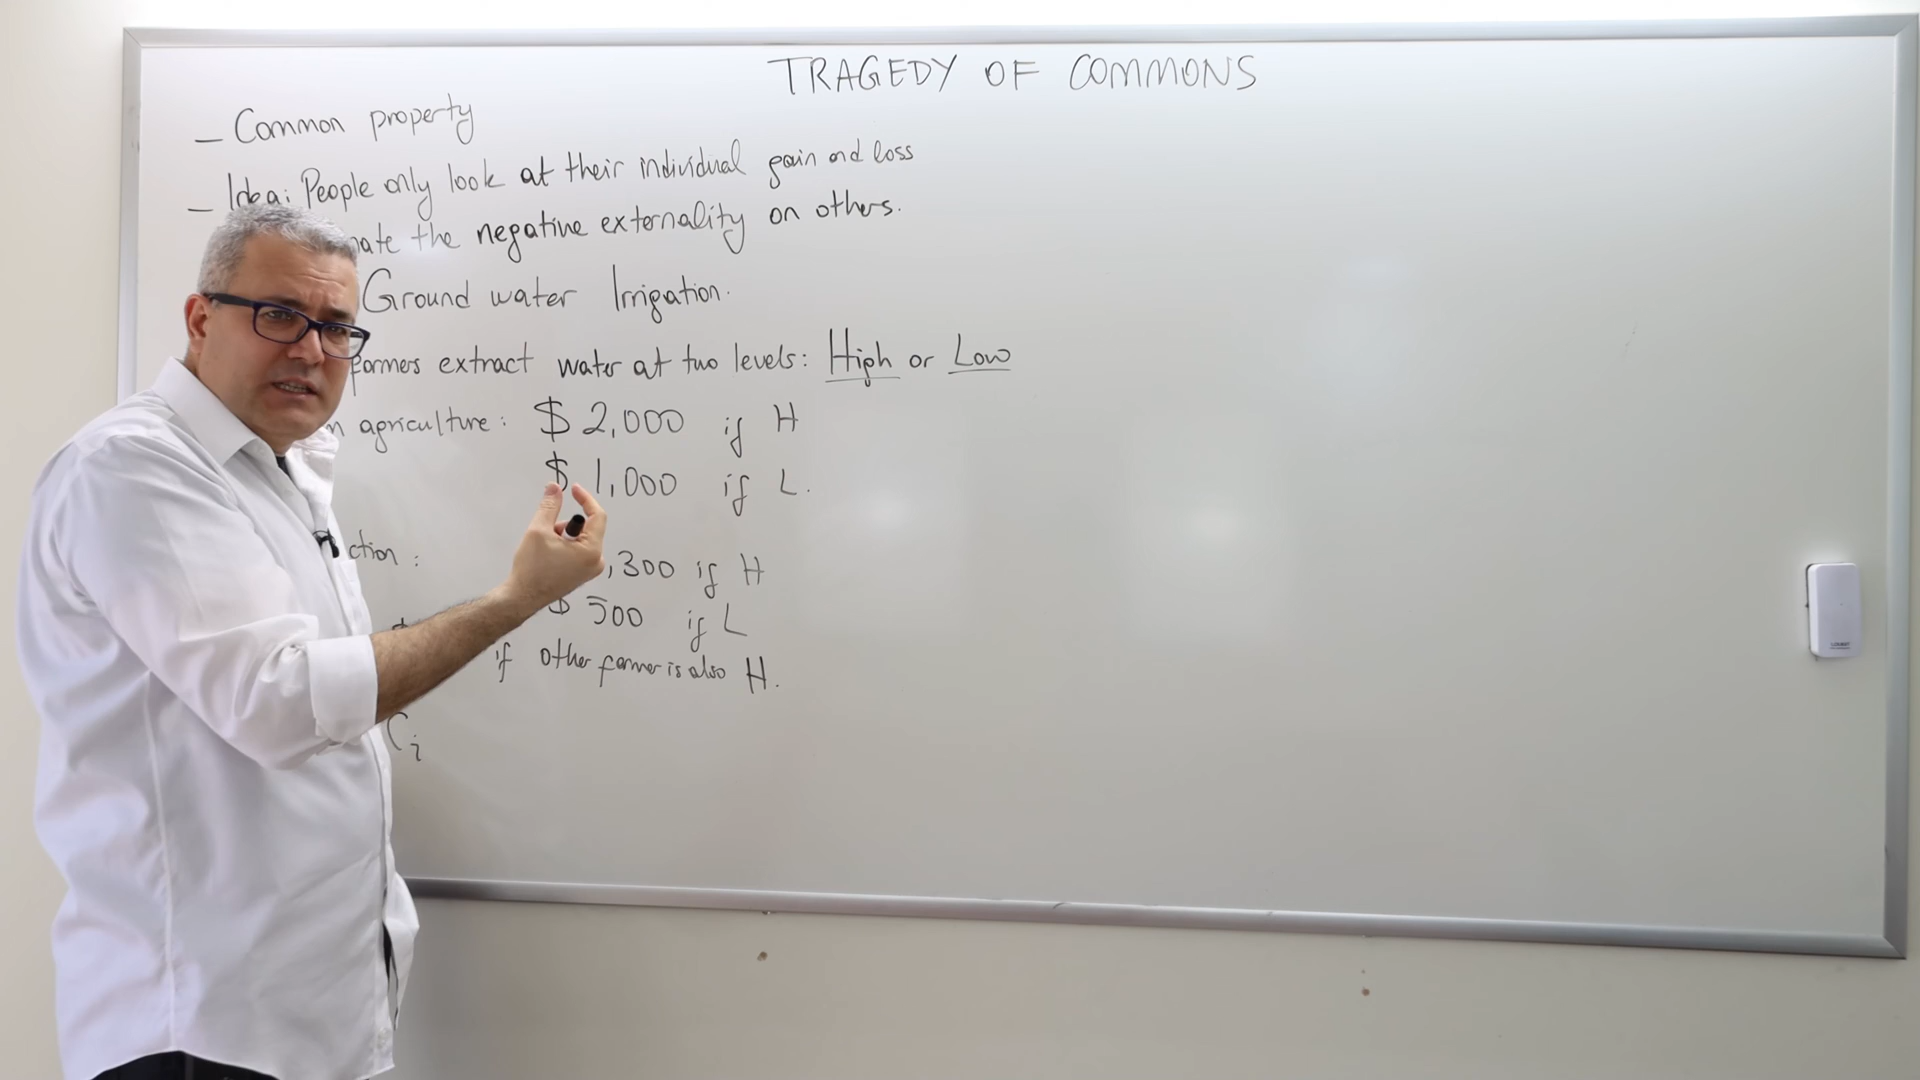 TRAGEDY OF COMMONS
— Common property
— Idea: People only look at their individual gain and loss
the negative externality on others.
Ground water Irrigation.
farmers extract water at two levels: High or Low
agriculture: $ 2,000 if H
$ 1,000 if L.
,300 if H
$ 500 if L
if other farmer is also H.
Ci